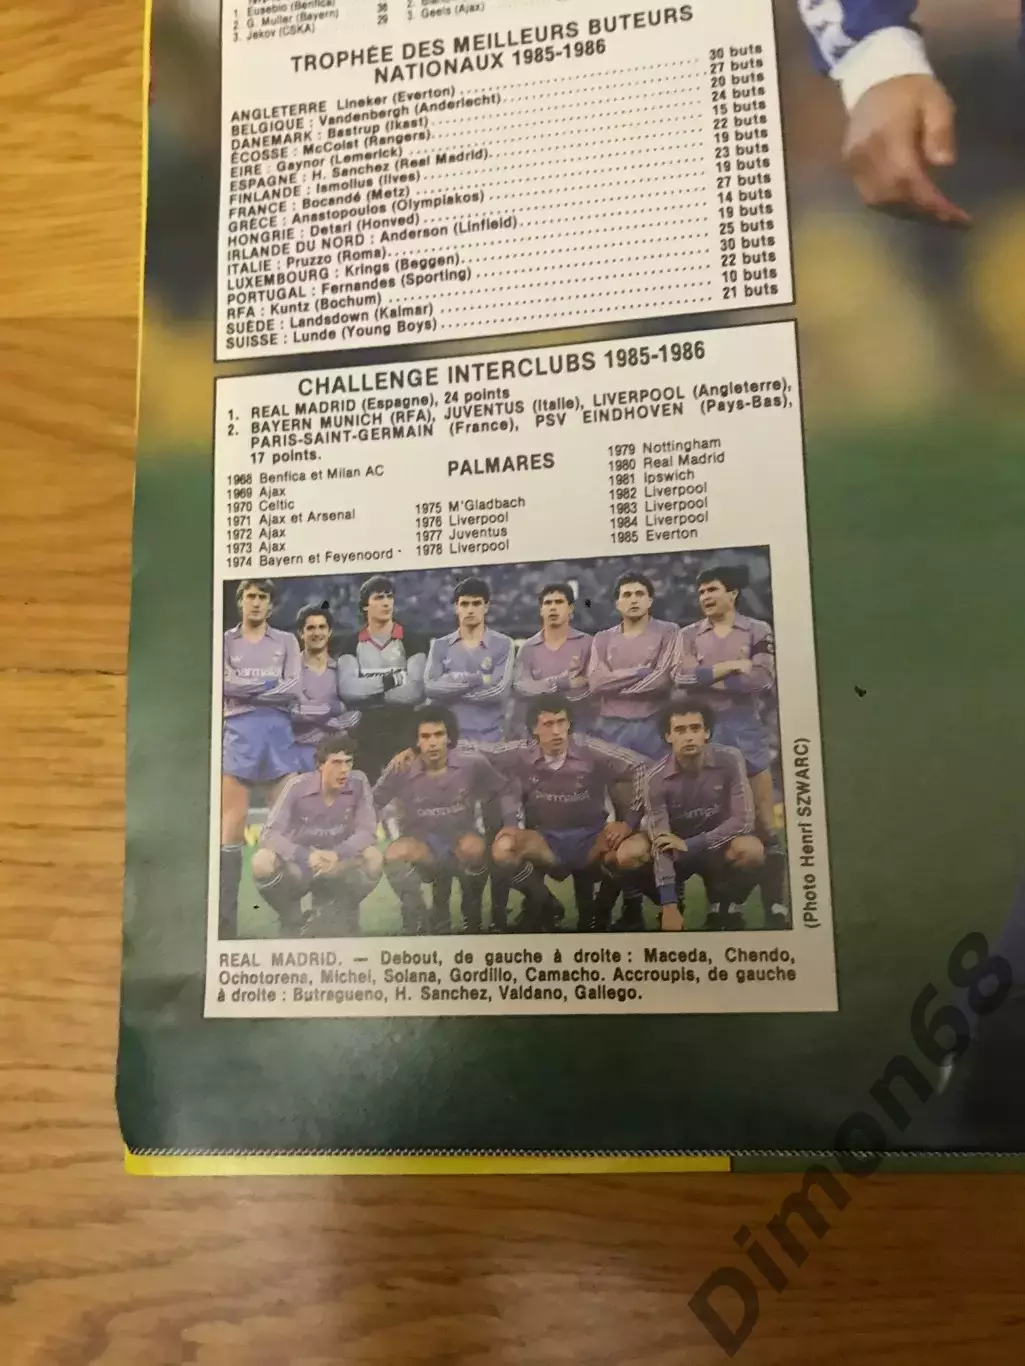 1. Eusebio (Benfica) 38
2. G. Muller (Bayern)
3. Jekov (CSKA) 29
3. Geels (Ajax)
TROPHÉE DES MEILLEURS BUTEURS
NATIONAUX 1985-1986
ANGLETERRE Lineker (Everton) 30 buts
BELGIQUE : Vandenbergh (Anderlecht) 27 buts
DANEMARK : Bastrup (Ikast) 20 buts
ÉCOSSE : McCoist (Rangers) 24 buts
EIRE : Gaynor (Lemerick) 15 buts
ESPAGNE : H. Sanchez (Real Madrid) 22 buts
FINLANDE : Ismollus (Ilves) 19 buts
FRANCE : Bocandé (Metz) 23 buts
GRÈCE : Anastopoulos (Olympiakos) 19 buts
HONGRIE : Detari (Honved) 27 buts
IRLANDE DU NORD : Anderson (Linfield) 14 buts
ITALIE : Pruzzo (Roma) 19 buts
LUXEMBOURG : Krings (Beggen) 25 buts
PORTUGAL : Fernandes (Sporting) 30 buts
RFA : Kuntz (Bochum) 22 buts
SUÈDE : Landsdown (Kalmar) 10 buts
SUISSE : Lunde (Young Boys) 21 buts
CHALLENGE INTERCLUBS 1985-1986
1. REAL MADRID (Espagne), 24 points
2. BAYERN MUNICH (RFA), JUVENTUS (Italie), LIVERPOOL (Angleterre),
PARIS-SAINT-GERMAIN (France), PSV EINDHOVEN (Pays-Bas),
17 points.
PALMARES
1968 Benfica et Milan AC
1969 Ajax
1970 Celtic
1971 Ajax et Arsenal
1972 Ajax
1973 Ajax
1974 Bayern et Feyenoord
1975 M'Gladbach
1976 Liverpool
1977 Juventus
1978 Liverpool
1979 Nottingham
1980 Real Madrid
1981 Ipswich
1982 Liverpool
1983 Liverpool
1984 Liverpool
1985 Everton
parmalat
(Photo Henri SZWARC)
REAL MADRID. — Debout, de gauche à droite : Maceda, Chendo,
Ochotorena, Michel, Solana, Gordillo, Camacho. Accroupis, de gauche
à droite : Butragueno, H. Sanchez, Valdano, Gallego.
Dimon68